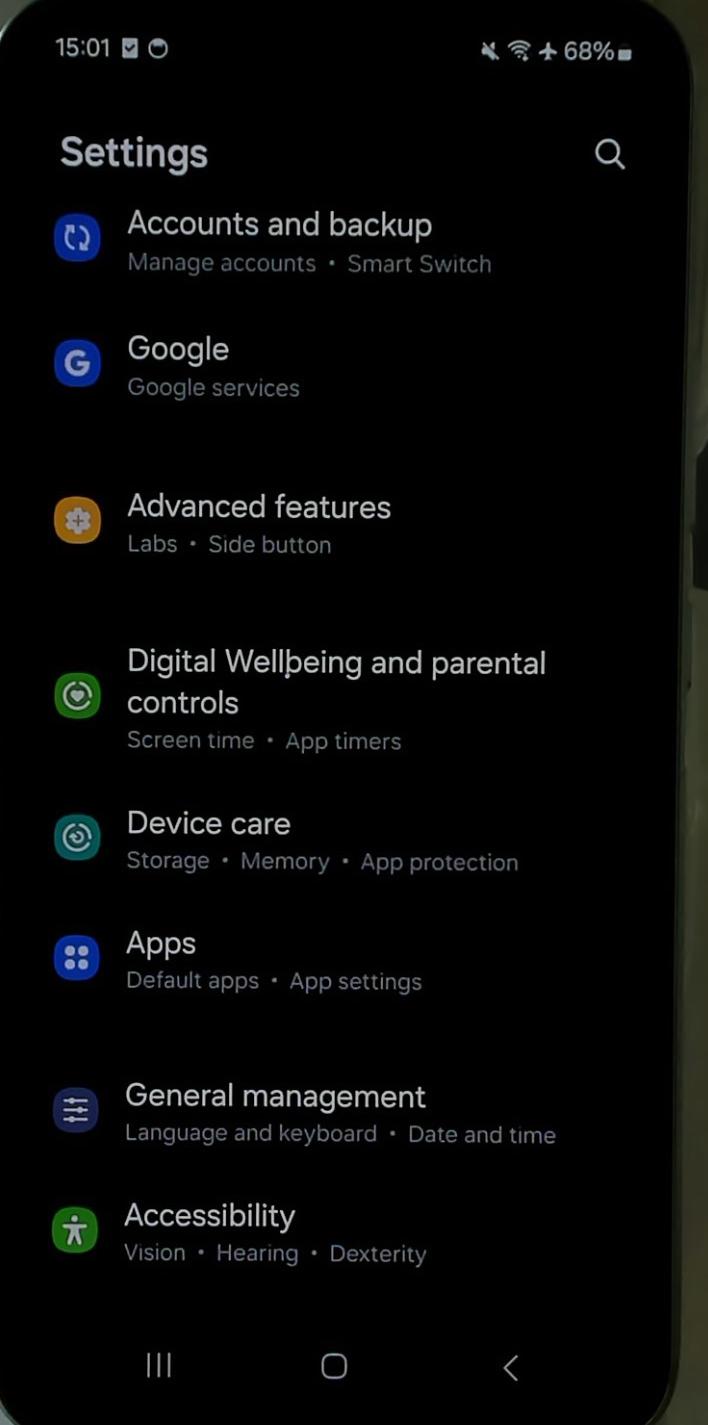 15:01
68%
Settings
Accounts and backup
Manage accounts • Smart Switch
G
Google
Google services
Advanced features
Labs • Side button
Digital Wellbeing and parental
controls
Screen time • App timers
Device care
Storage • Memory • App protection
Apps
Default apps • App settings
General management
Language and keyboard • Date and time
Accessibility
Vision • Hearing • Dexterity